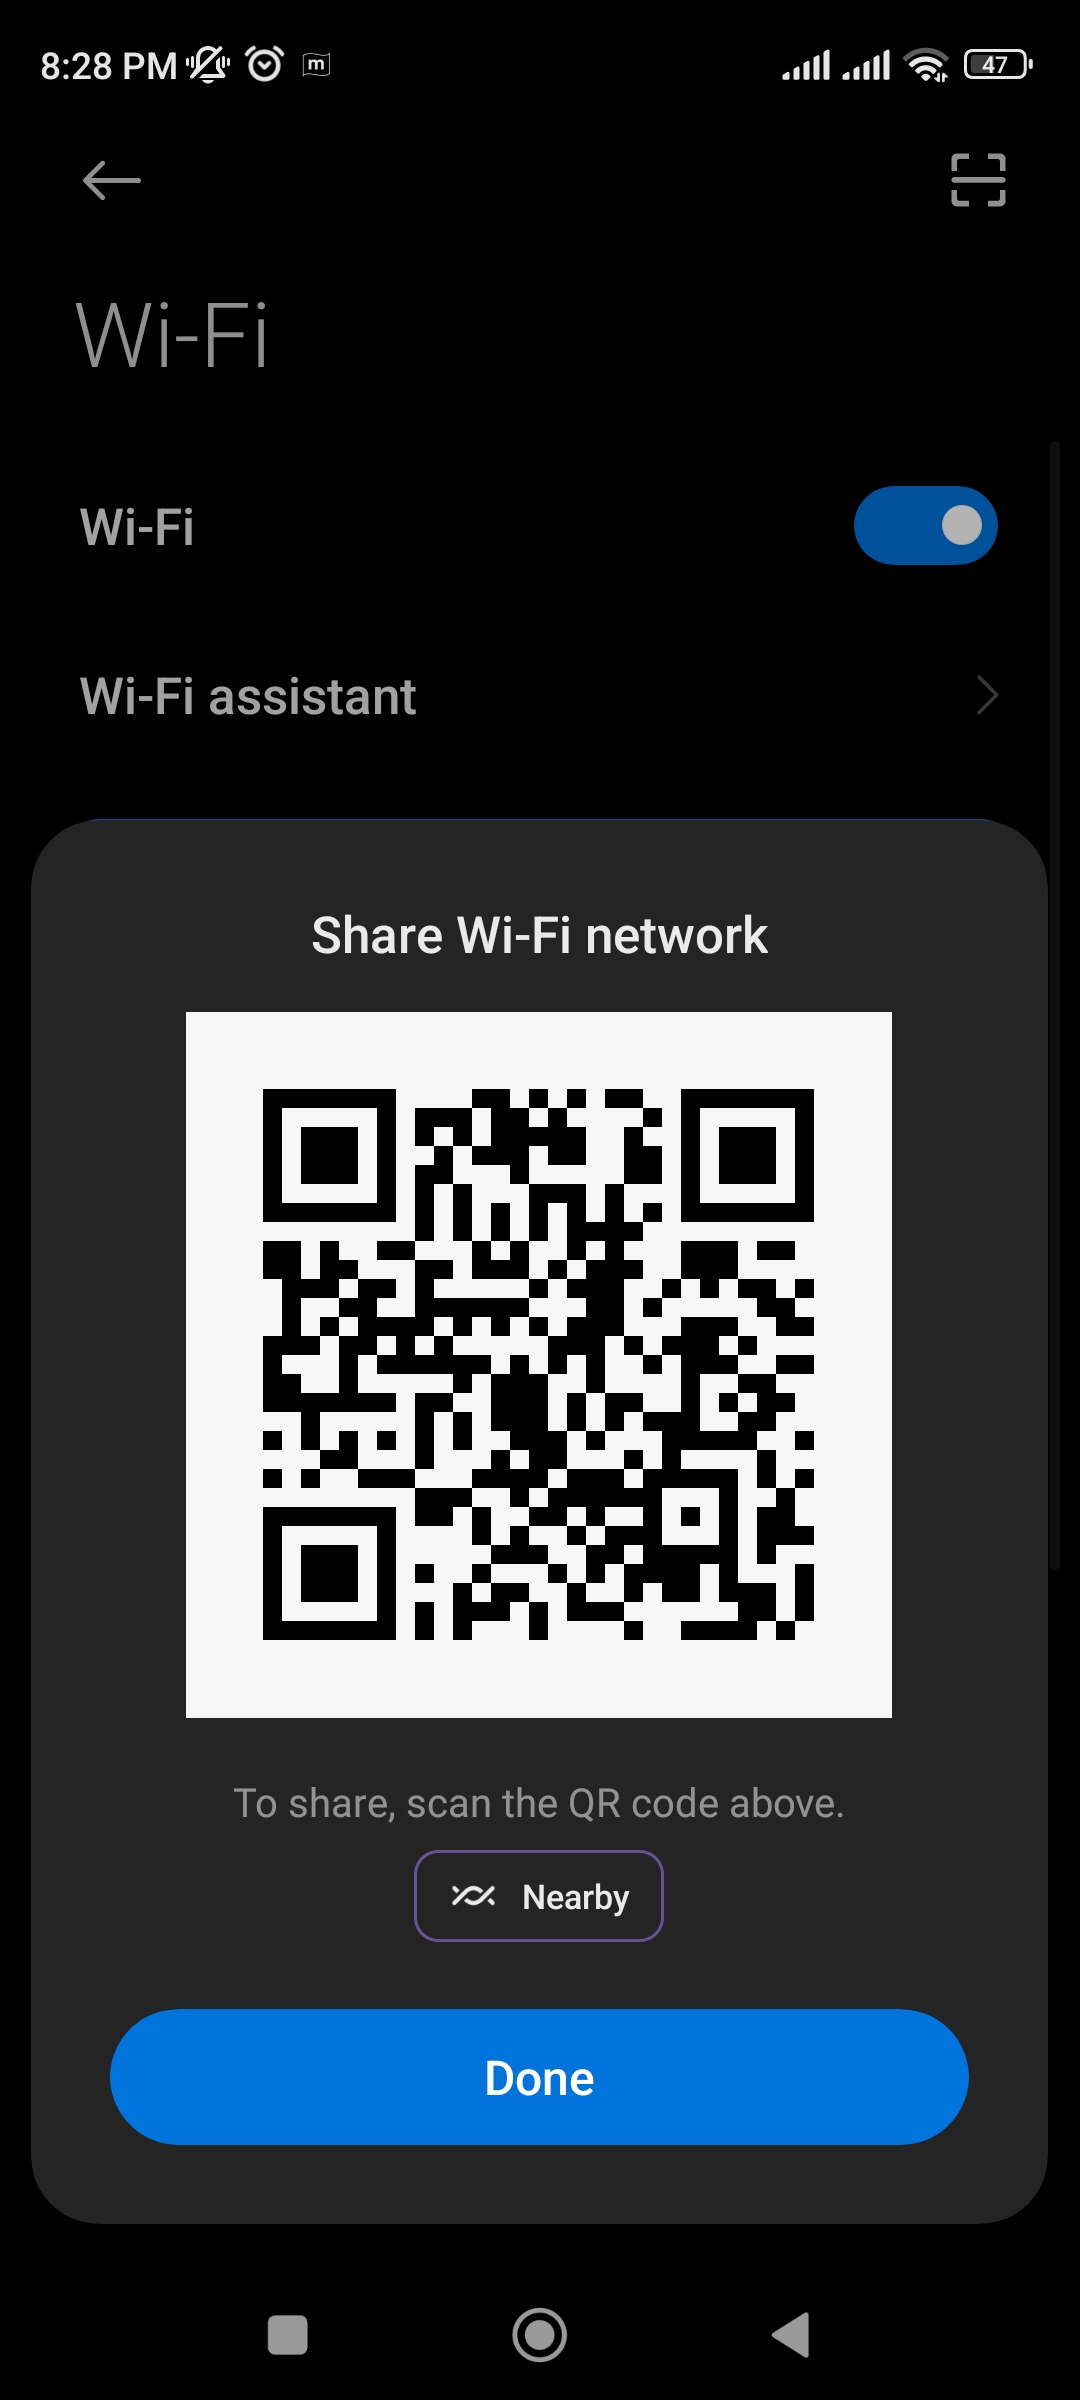 8:28 PM
m
47
Wi-Fi
Wi-Fi
Wi-Fi assistant
Share Wi-Fi network
To share, scan the QR code above.
Nearby
Done